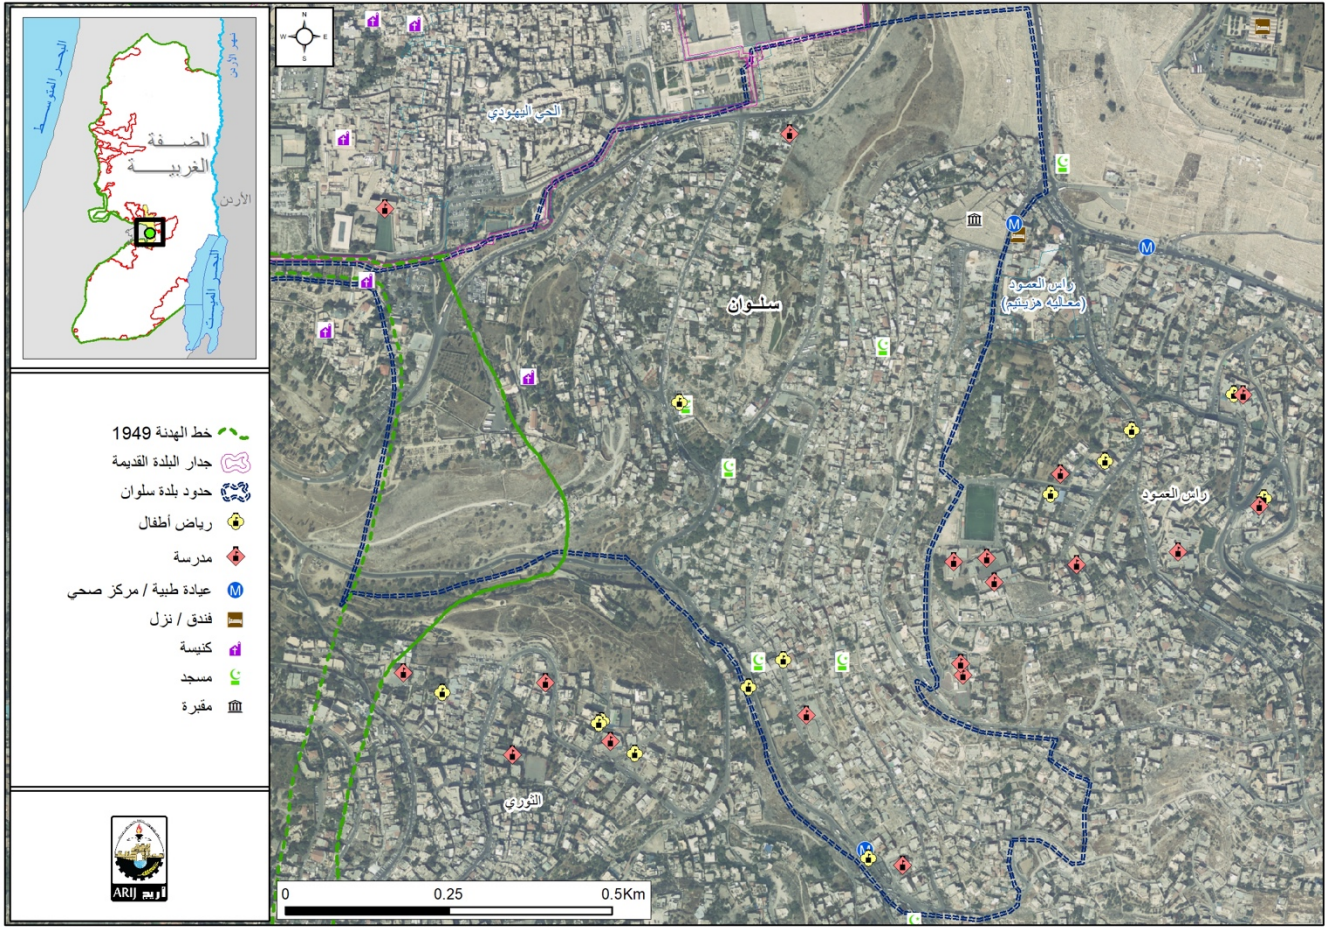 البحر المتوسط
نهر الأردن
الضفة
الغربية
الأردن
البحر الميت
N
W E
S
خط الهدنة 1949
جدار البلدة القديمة
حدود بلدة سلوان
رياض أطفال
مدرسة
عيادة طبية / مركز صحي
M
فندق / نزل
كنيسة
مسجد
مقبرة
أريج ARIJ
الحي اليهودي
M
M
سلوان
راس العمود
(معاليه هزيتيم)
راس العمود
الثوري
M
0 0.25 0.5Km